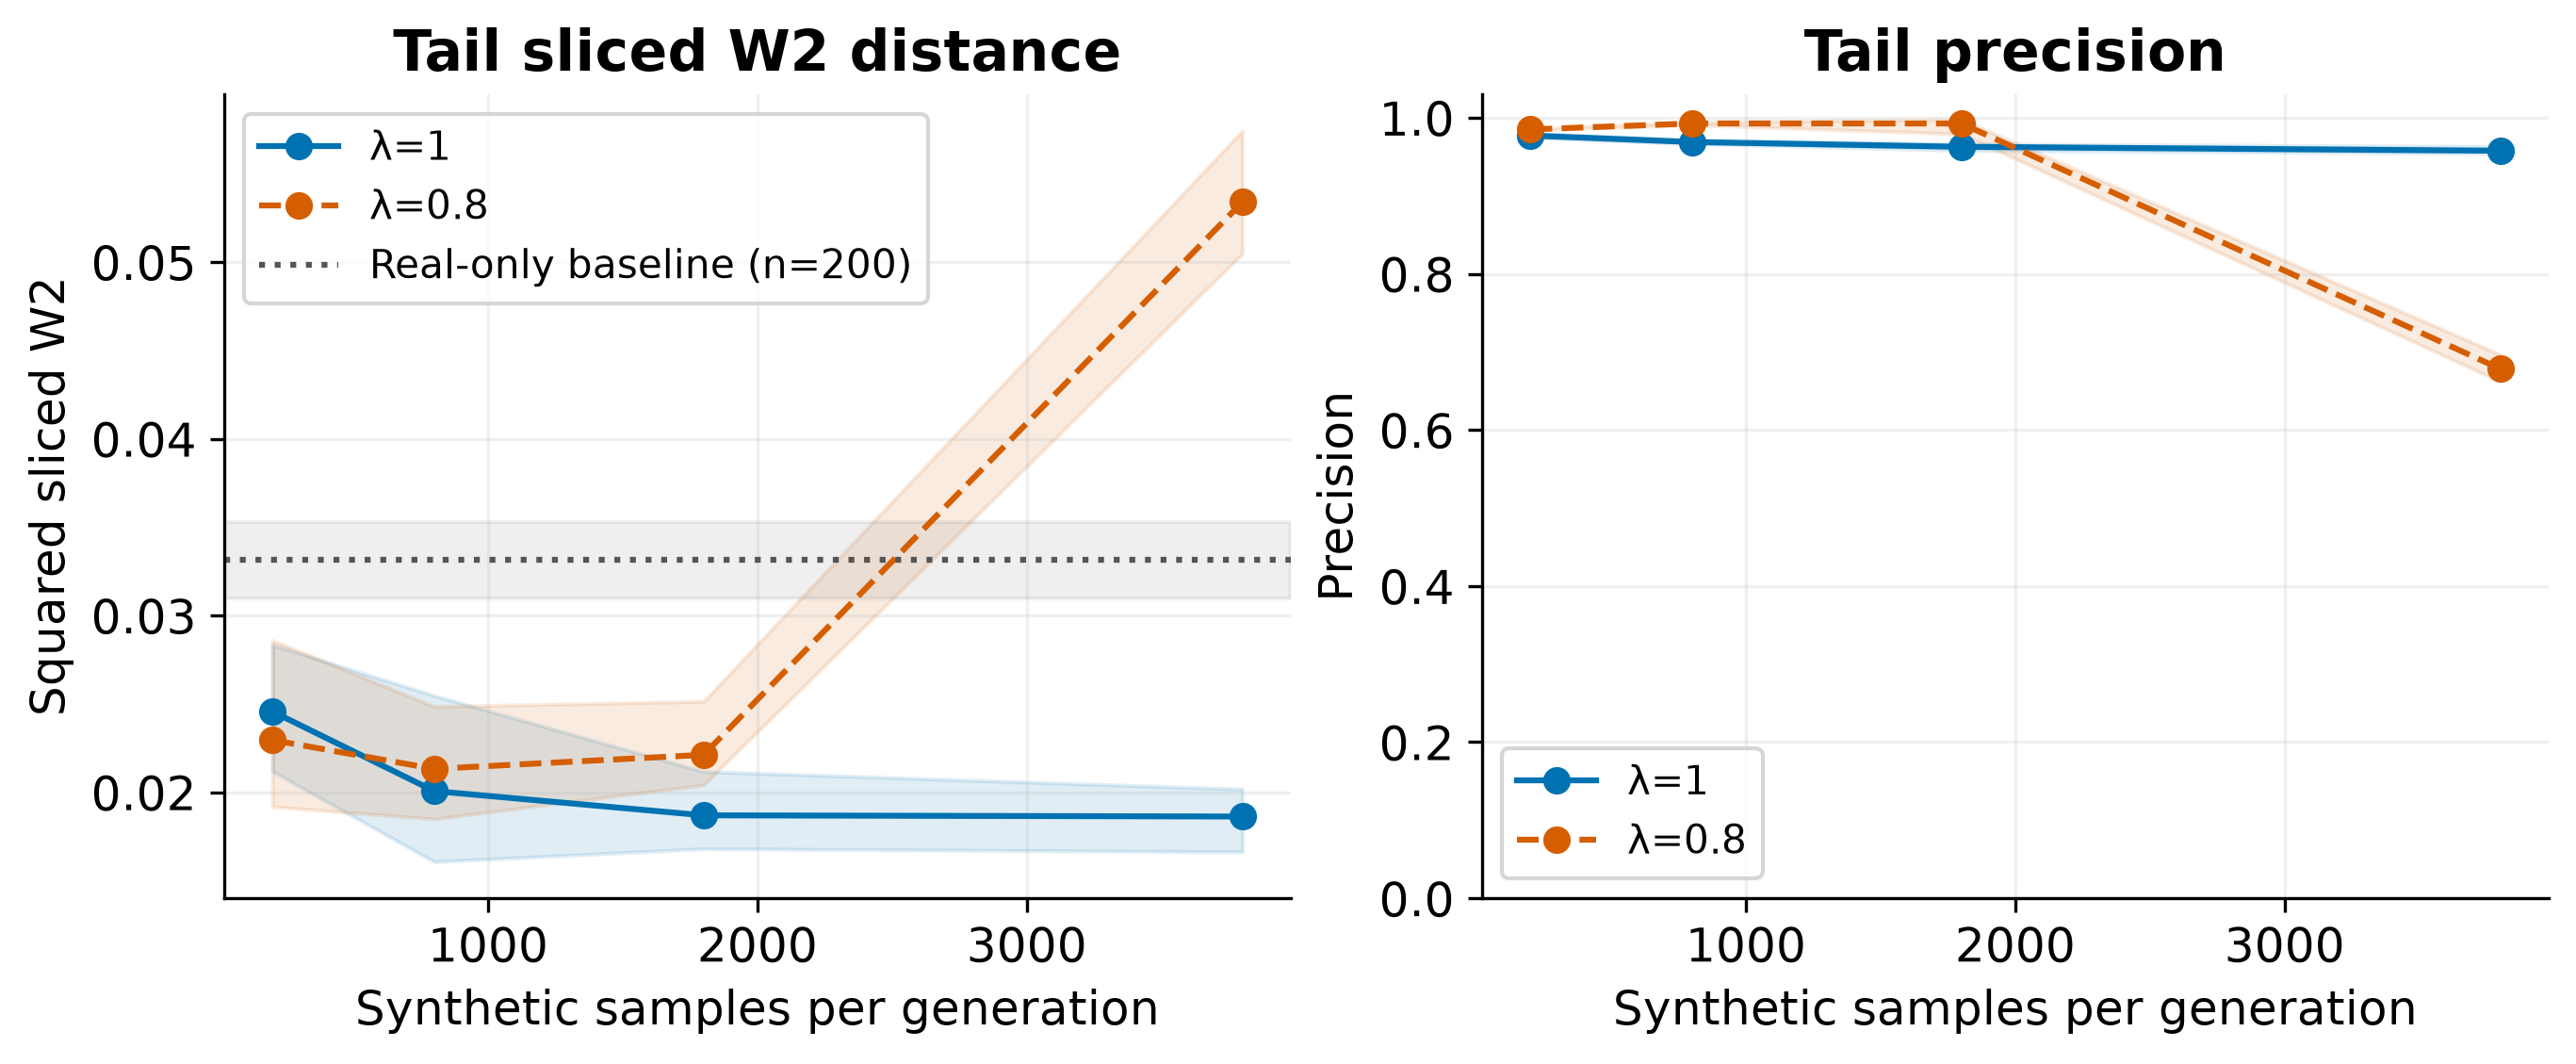 Tail sliced W2 distance
Squared sliced W2
0.05
0.04
0.03
0.02
λ=1
λ=0.8
Real-only baseline (n=200)
1000 2000 3000
Synthetic samples per generation
Tail precision
Precision
1.0
0.8
0.6
0.4
0.2
0.0
λ=1
λ=0.8
1000 2000 3000
Synthetic samples per generation